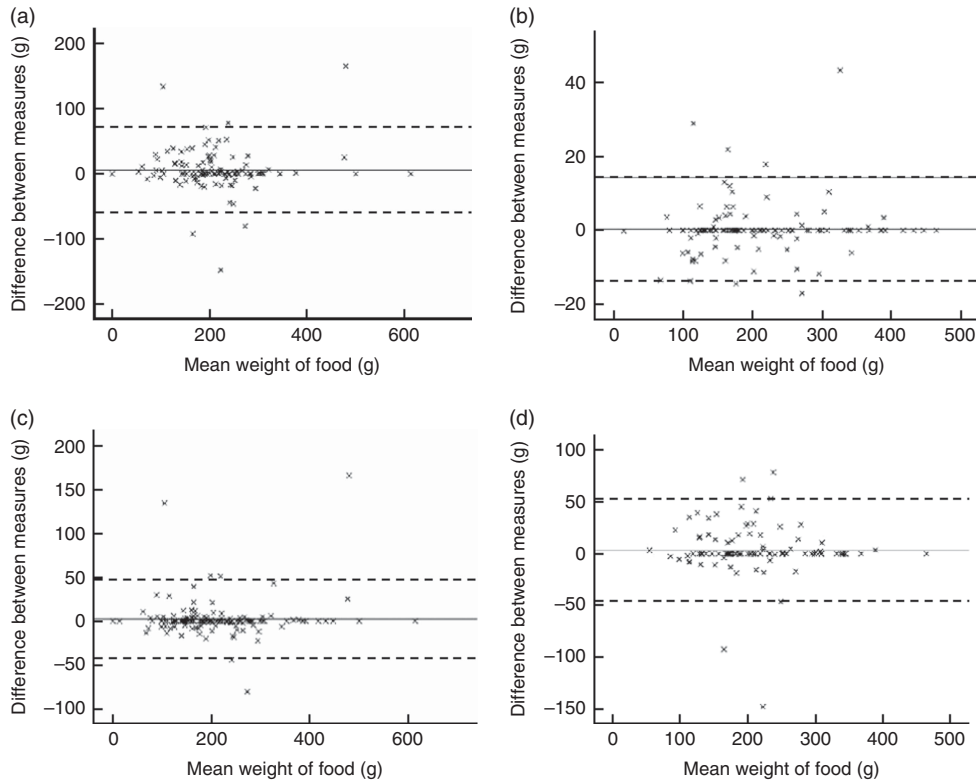 (a)
200
100
0
–100
–200
Difference between measures (g)
0 200 400 600
Mean weight of food (g)
(b)
40
20
0
–20
Difference between measures (g)
0 100 200 300 400 500
Mean weight of food (g)
(c)
200
150
100
50
0
–50
–100
Difference between measures (g)
0 200 400 600
Mean weight of food (g)
(d)
100
50
0
–50
–100
–150
Difference between measures (g)
0 100 200 300 400 500
Mean weight of food (g)